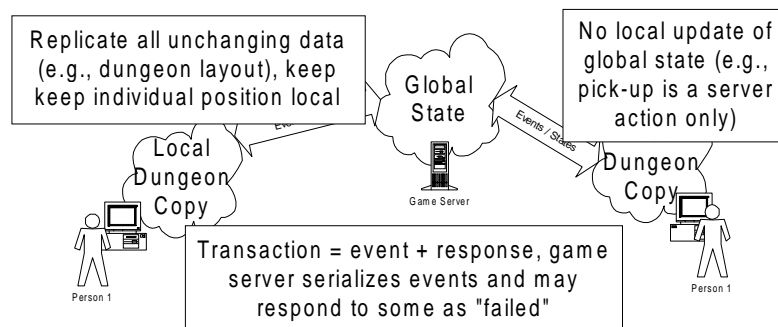 Replicate all unchanging data
(e.g., dungeon layout), keep
keep individual position local
Global
State
No local update of
global state (e.g.,
pick-up is a server
action only)
Events / States
Local
Dungeon
Copy
Game Server
Dungeon
Copy
Person 1
Transaction = event + response, game
server serializes events and may
respond to some as "failed"
Person 1